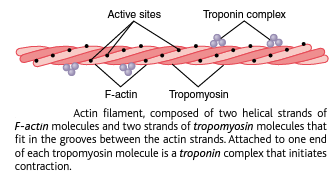 Active sites
Troponin complex
F-actin
Tropomyosin
Actin filament, composed of two helical strands of
F-actin molecules and two strands of tropomyosin molecules that
fit in the grooves between the actin strands. Attached to one end
of each tropomyosin molecule is a troponin complex that initiates
contraction.